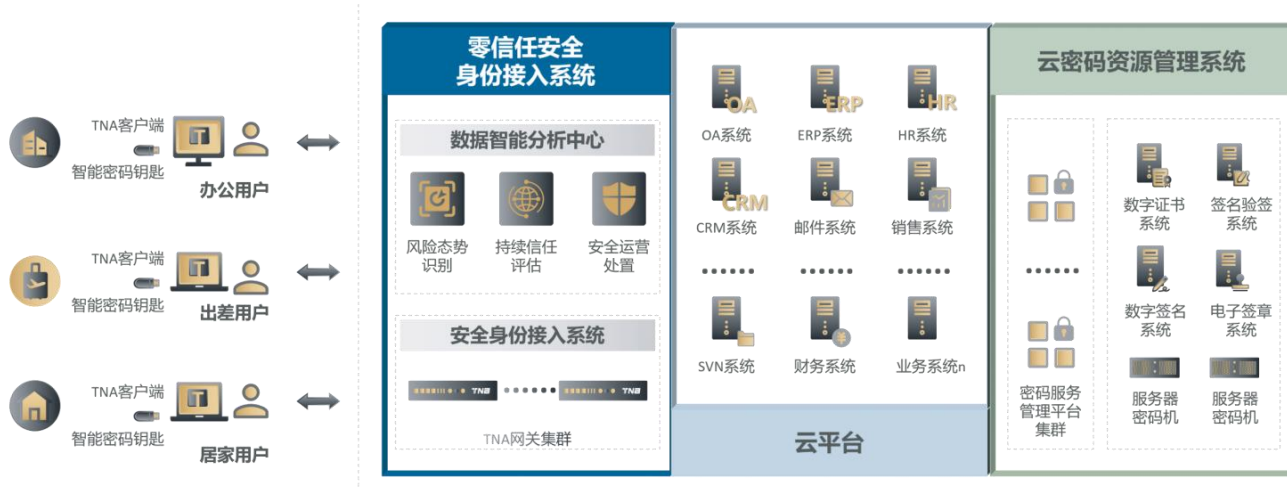 TNA客户端
智能密码钥匙
T
办公用户
TNA客户端
智能密码钥匙
T
出差用户
TNA客户端
智能密码钥匙
T
居家用户
零信任安全
身份接入系统
数据智能分析中心
风险态势
识别
持续信任
评估
安全运营
处置
安全身份接入系统
TNA
TNA
TNA网关集群
OA
ERP
HR
OA系统
ERP系统
HR系统
CRM
CRM系统
邮件系统
销售系统
¥
SVN系统
财务系统
业务系统n
云平台
云密码资源管理系统
密码服务
管理平台
集群
数字证书
系统
签名验签
系统
数字签名
系统
电子签章
系统
服务器
密码机
服务器
密码机